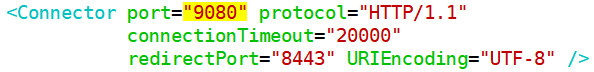 <Connector port="9080" protocol="HTTP/1.1"
connectionTimeout="20000"
redirectPort="8443" URIEncoding="UTF-8" />